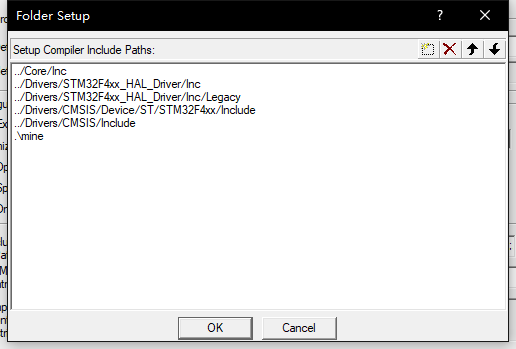 Folder Setup
Setup Compiler Include Paths:
../Core/Inc
../Drivers/STM32F4xx_HAL_Driver/Inc
../Drivers/STM32F4xx_HAL_Driver/Inc/Legacy
../Drivers/CMSIS/Device/ST/STM32F4xx/Include
../Drivers/CMSIS/Include
.\mine
OK
Cancel